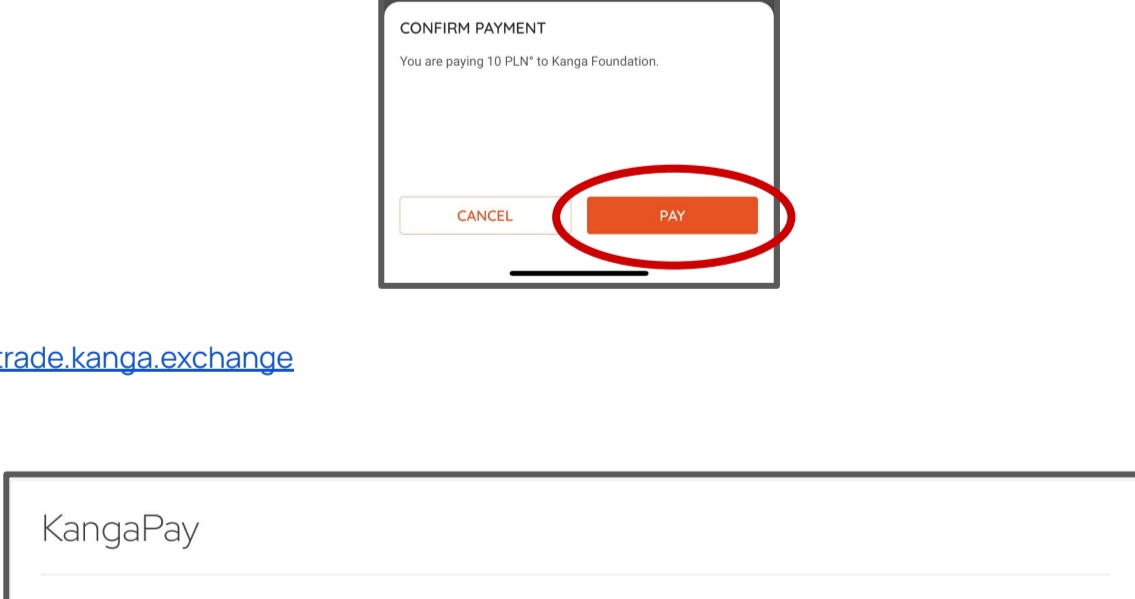 CONFIRM PAYMENT
You are paying 10 PLN* to Kanga Foundation.
CANCEL PAY
trade.kanga.exchange
KangaPay